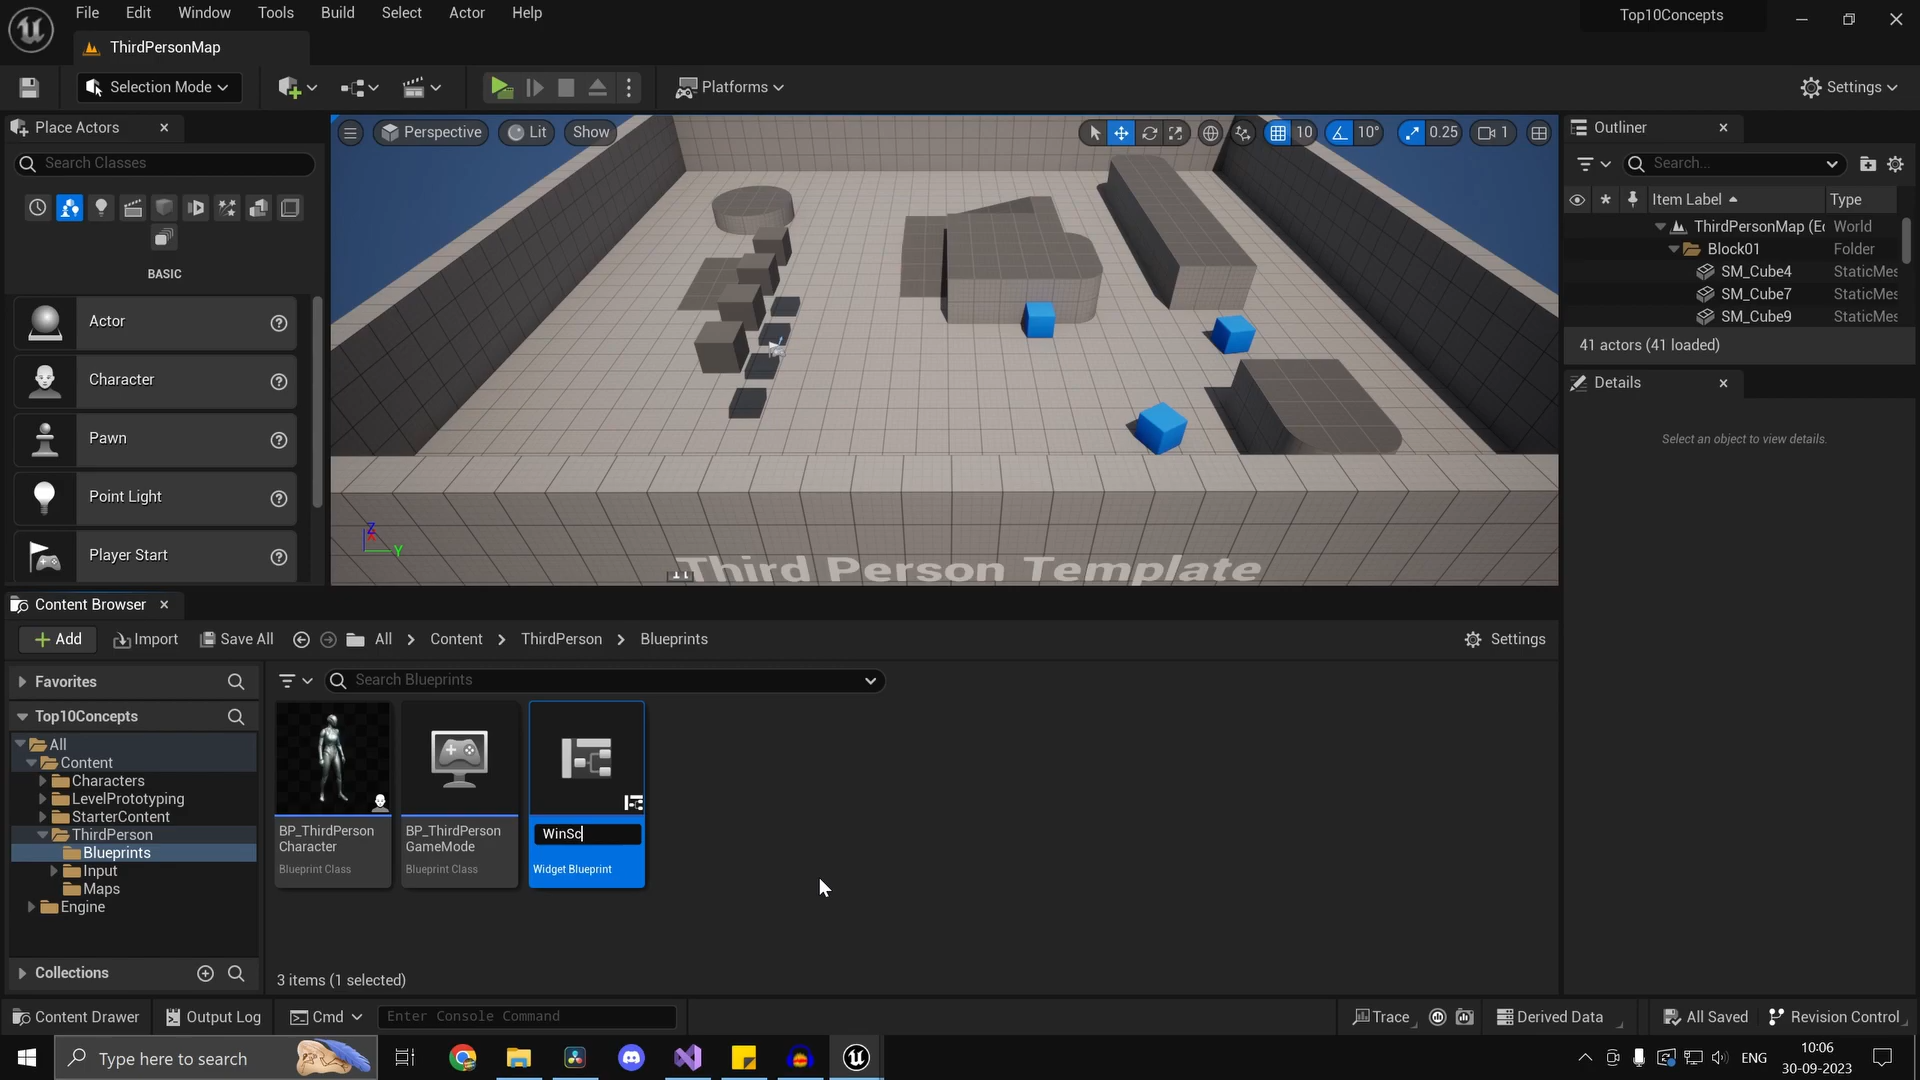 File Edit Window Tools Build Select Actor Help
Top10Concepts
ThirdPersonMap
Selection Mode
Platforms
Settings
Place Actors
Search Classes
BASIC
Actor
Character
Pawn
Point Light
Player Start
Perspective Lit Show
10 10° 0.25 1
Z
Y
Third Person Template
Outliner
Search...
Item Label Type
ThirdPersonMap (Ec World
Block01 Folder
SM_Cube4 StaticMes
SM_Cube7 StaticMes
SM_Cube9 StaticMes
41 actors (41 loaded)
Details
Select an object to view details.
Content Browser
Add Import Save All All Content ThirdPerson Blueprints
Settings
Favorites
Top10Concepts
All
Content
Characters
LevelPrototyping
StarterContent
ThirdPerson
Blueprints
Input
Maps
Engine
Collections
Search Blueprints
BP_ThirdPerson
Character
Blueprint Class
BP_ThirdPerson
GameMode
Blueprint Class
WinSc
Widget Blueprint
3 items (1 selected)
Content Drawer Output Log Cmd Enter Console Command
Trace Derived Data All Saved Revision Control
Type here to search
ENG
10:06
30-09-2023